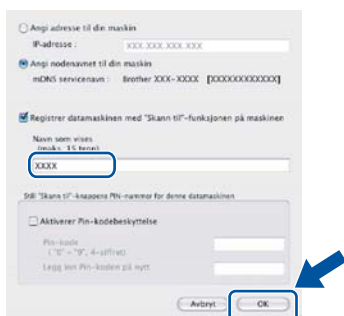 Angi adresse til din maskin
IP-adresse : XXX.XXX.XXX.XXX
Angi nodenavnet til din maskin
mDNS servicenavn : Brother XXX-XXXX [XXXXXXXXXXXX]
Registrer datamaskinen med "Skann til"-funksjonen på maskinen
Navn som vises
(maks. 15 tegn)
XXXX
Still "Skann til"-knappens PIN-nummer for denne datamaskinen
Aktiverer Pin-kodebeskyttelse
Pin-kode
( "0" - "9", 4-siffret)
Legg inn Pin-koden på nytt
Avbryt
OK